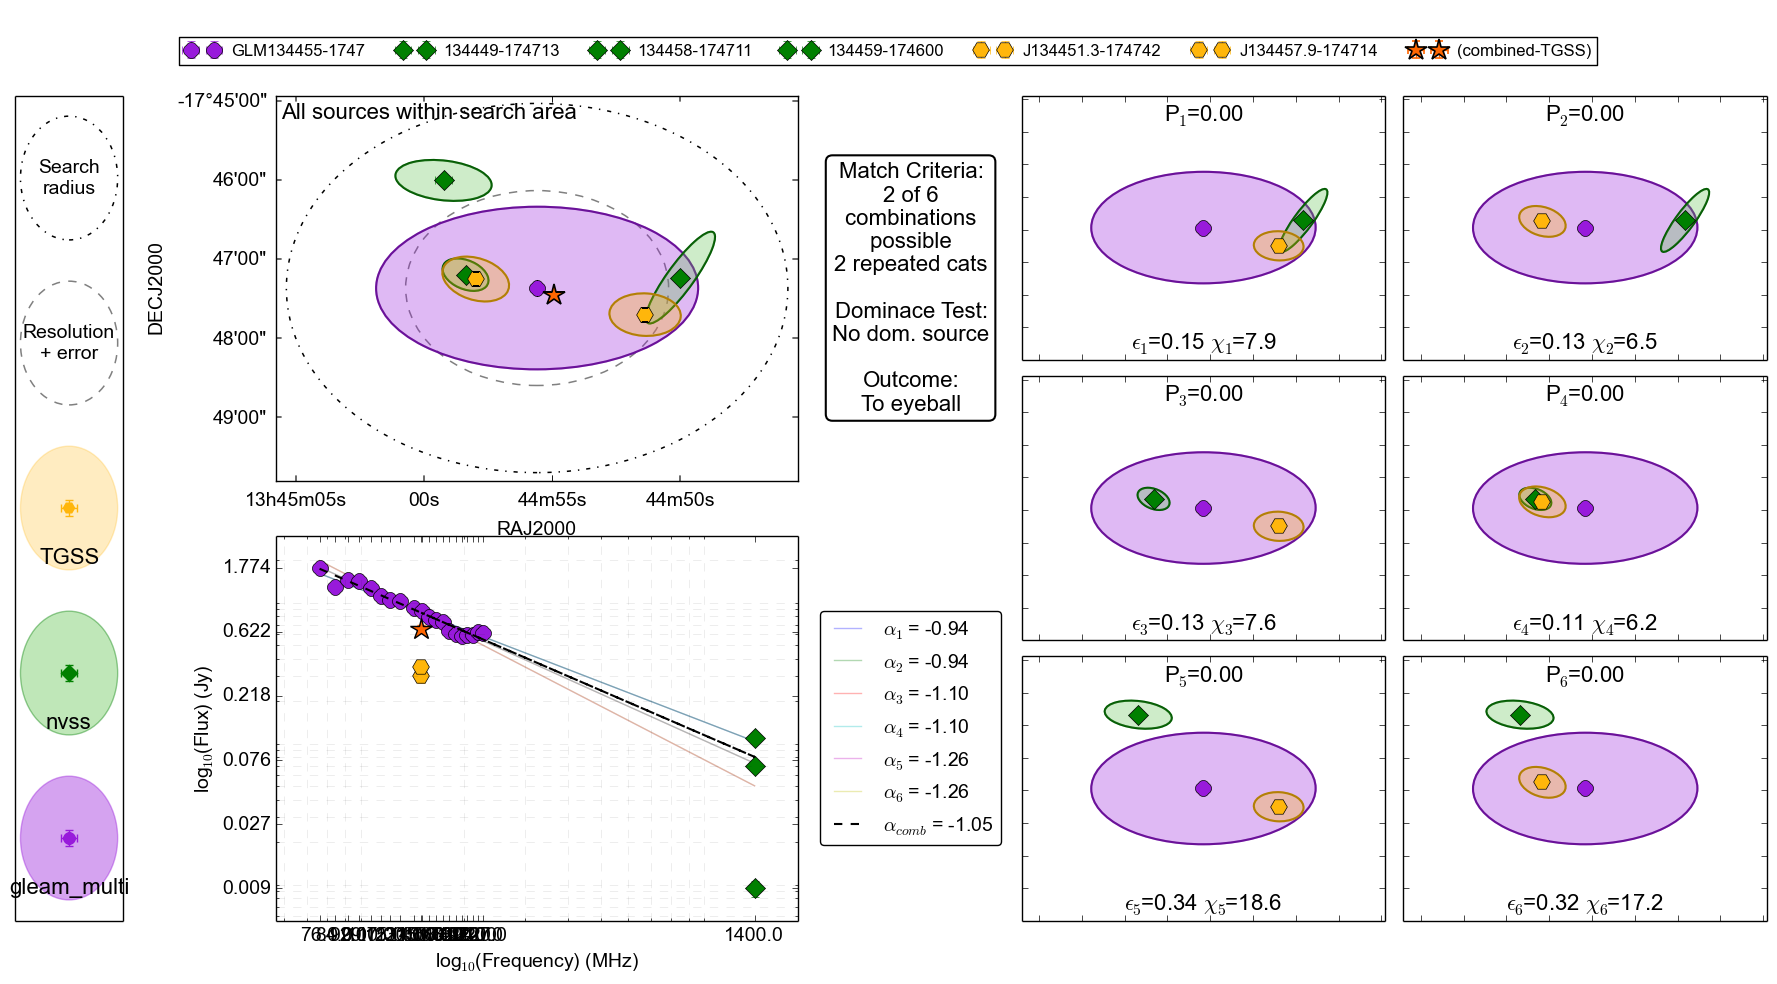 GLM134455-1747 134449-174713 134458-174711 134459-174600 J134451.3-174742 J134457.9-174714 (combined-TGSS)
Search
radius
Resolution
+ error
TGSS
nvss
gleam_multi
All sources within search area
DECJ2000
-17°45'00"
46'00"
47'00"
48'00"
49'00"
13h45m05s 00s 44m55s 44m50s
RAJ2000
Match Criteria:
2 of 6
combinations
possible
2 repeated cats
Dominace Test:
No dom. source
Outcome:
To eyeball
log10(Flux) (Jy)
1.774
0.622
0.218
0.076
0.027
0.009
1400.0
log10(Frequency) (MHz)
α1 = -0.94
α2 = -0.94
α3 = -1.10
α4 = -1.10
α5 = -1.26
α6 = -1.26
αcomb = -1.05
P1=0.00
ϵ1=0.15 χ1=7.9
P2=0.00
ϵ2=0.13 χ2=6.5
P3=0.00
ϵ3=0.13 χ3=7.6
P4=0.00
ϵ4=0.11 χ4=6.2
P5=0.00
ϵ5=0.34 χ5=18.6
P6=0.00
ϵ6=0.32 χ6=17.2